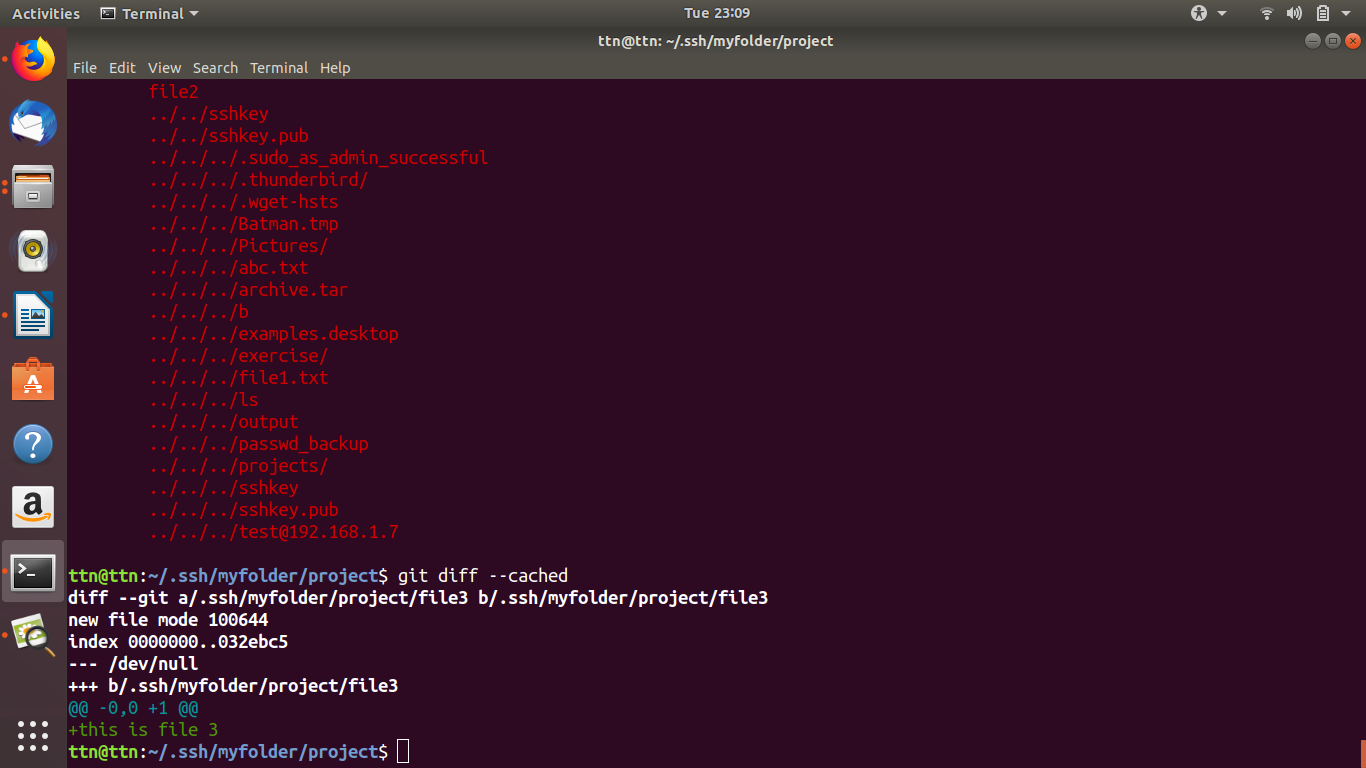 Activities Terminal Tue 23:09
ttn@ttn: ~/.ssh/myfolder/project
File Edit View Search Terminal Help
file2
../../sshkey
../../sshkey.pub
../../../.sudo_as_admin_successful
../../../.thunderbird/
../../../.wget-hsts
../../../Batman.tmp
../../../Pictures/
../../../abc.txt
../../../archive.tar
../../../b
../../../examples.desktop
../../../exercise/
../../../file1.txt
../../../ls
../../../output
../../../passwd_backup
../../../projects/
../../../sshkey
../../../sshkey.pub
../../../test@192.168.1.7
ttn@ttn:~/.ssh/myfolder/project$ git diff --cached
diff --git a/.ssh/myfolder/project/file3 b/.ssh/myfolder/project/file3
new file mode 100644
index 0000000..032ebc5
--- /dev/null
+++ b/.ssh/myfolder/project/file3
@@ -0,0 +1 @@
+this is file 3
ttn@ttn:~/.ssh/myfolder/project$